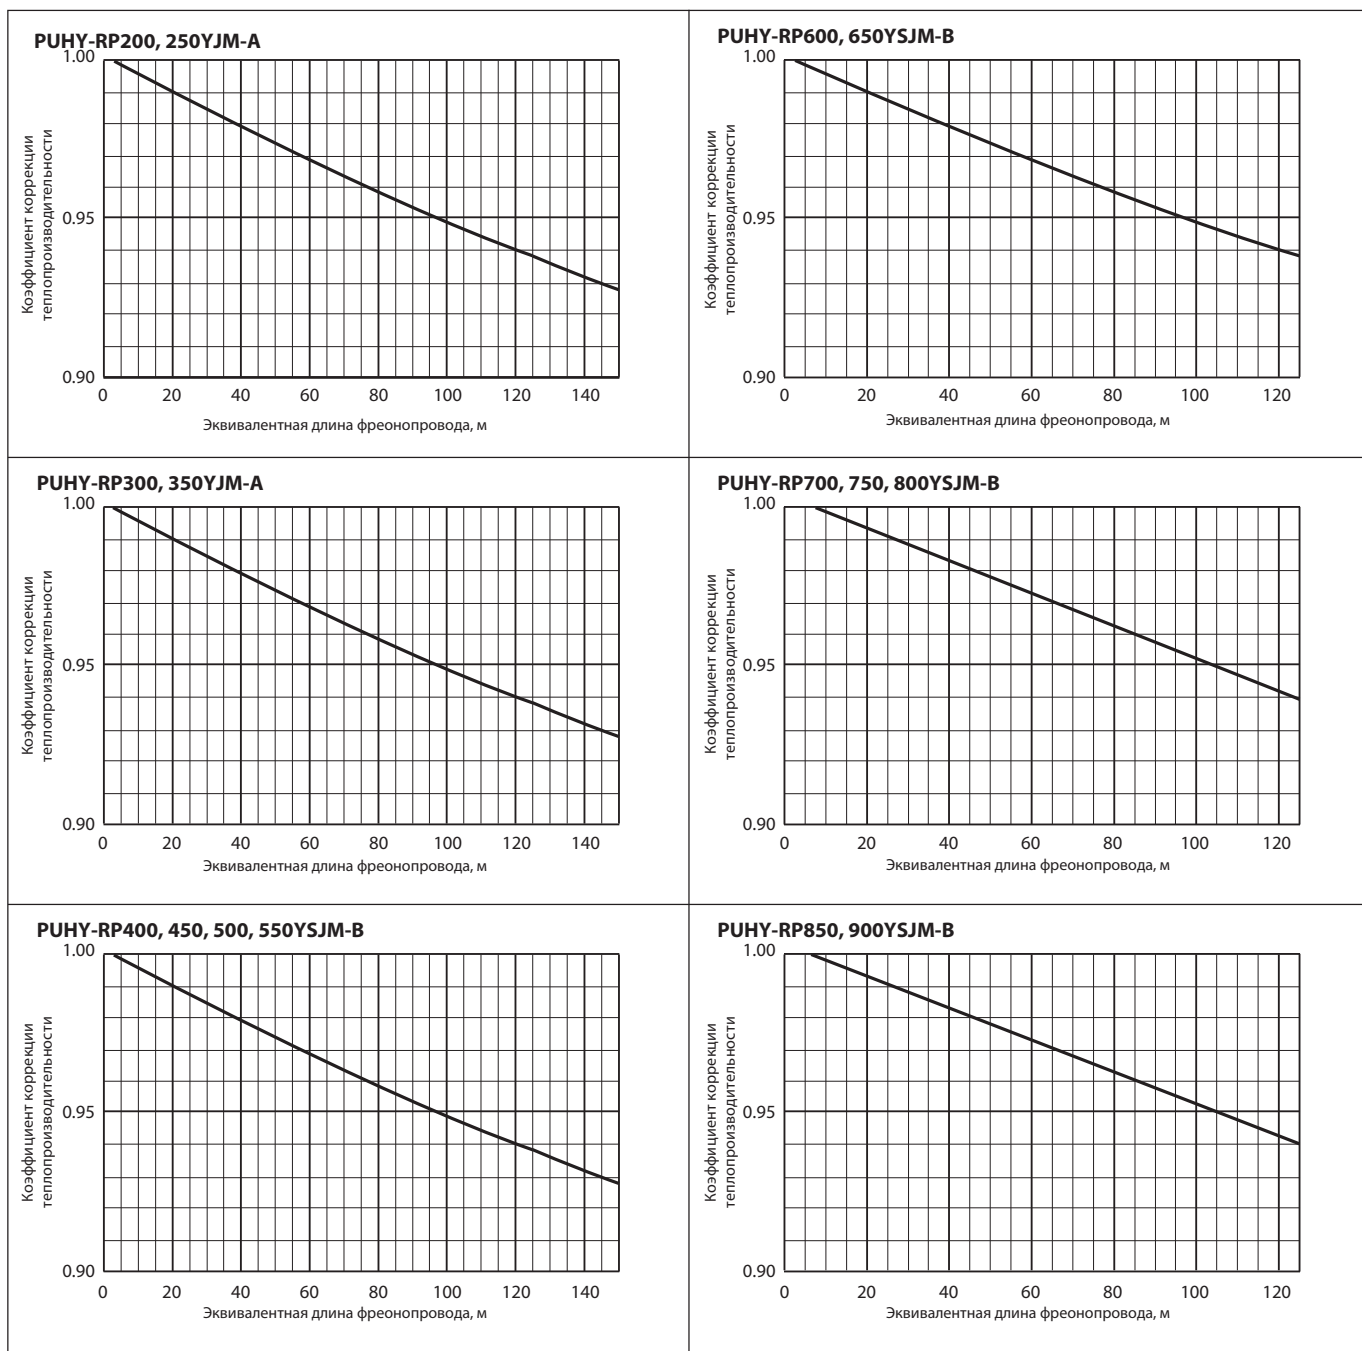 PUHY-RP200, 250YJM-A
1.00
0.95
0.90
Коэффициент коррекции
теплопроизводительности
0 20 40 60 80 100 120 140
Эквивалентная длина фреонопровода, м
PUHY-RP600, 650YSJM-B
1.00
0.95
0.90
Коэффициент коррекции
теплопроизводительности
0 20 40 60 80 100 120
Эквивалентная длина фреонопровода, м
PUHY-RP300, 350YJM-A
1.00
0.95
0.90
Коэффициент коррекции
теплопроизводительности
0 20 40 60 80 100 120 140
Эквивалентная длина фреонопровода, м
PUHY-RP700, 750, 800YSJM-B
1.00
0.95
0.90
Коэффициент коррекции
теплопроизводительности
0 20 40 60 80 100 120
Эквивалентная длина фреонопровода, м
PUHY-RP400, 450, 500, 550YSJM-B
1.00
0.95
0.90
Коэффициент коррекции
теплопроизводительности
0 20 40 60 80 100 120 140
Эквивалентная длина фреонопровода, м
PUHY-RP850, 900YSJM-B
1.00
0.95
0.90
Коэффициент коррекции
теплопроизводительности
0 20 40 60 80 100 120
Эквивалентная длина фреонопровода, м